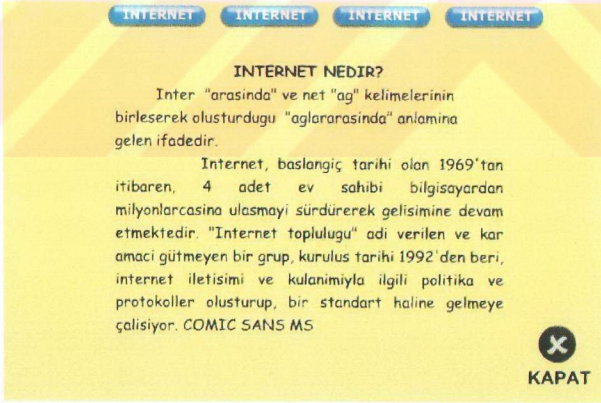 INTERNET INTERNET INTERNET INTERNET
INTERNET NEDIR?
Inter "arasinda" ve net "ag" kelimelerinin
birleserek olusturdugu "aglararasinda" anlamina
gelen ifadedir.
Internet, baslangiç tarihi olan 1969'tan
itibaren, 4 adet ev sahibi bilgisayardan
milyonlarcasina ulasmayi sürdürerek gelisimine devam
etmektedir. "Internet toplulugu" adi verilen ve kar
amaci gütmeyen bir grup, kurulus tarihi 1992'den beri,
internet iletisimi ve kulanimiyla ilgili politika ve
protokoller olusturup, bir standart haline gelmeye
çalisiyor. COMIC SANS MS
KAPAT